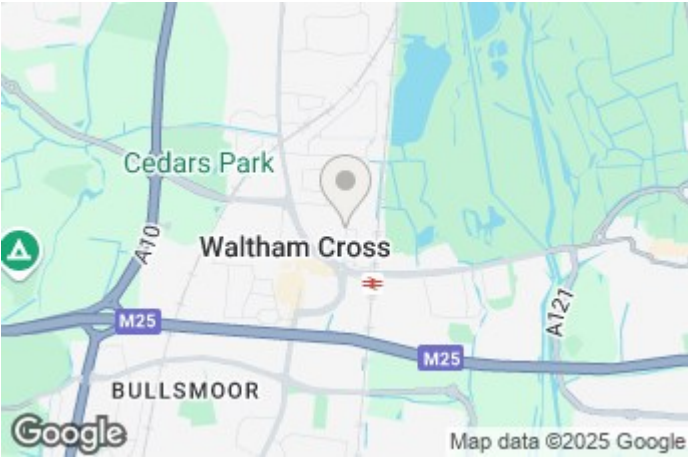 Cedars Park
A10
Waltham Cross
A121
M25
M25
BULLSMOOR
Google
Map data ©2025 Google